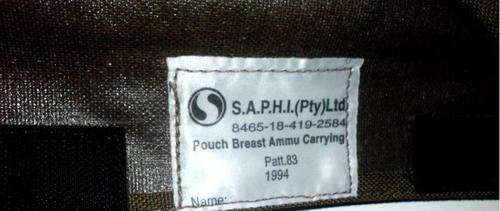 S.A.P.H.I.(Pty)Ltd
8465-18-419-2584
Pouch Breast Ammu Carrying
Patt.83
1994
Name: